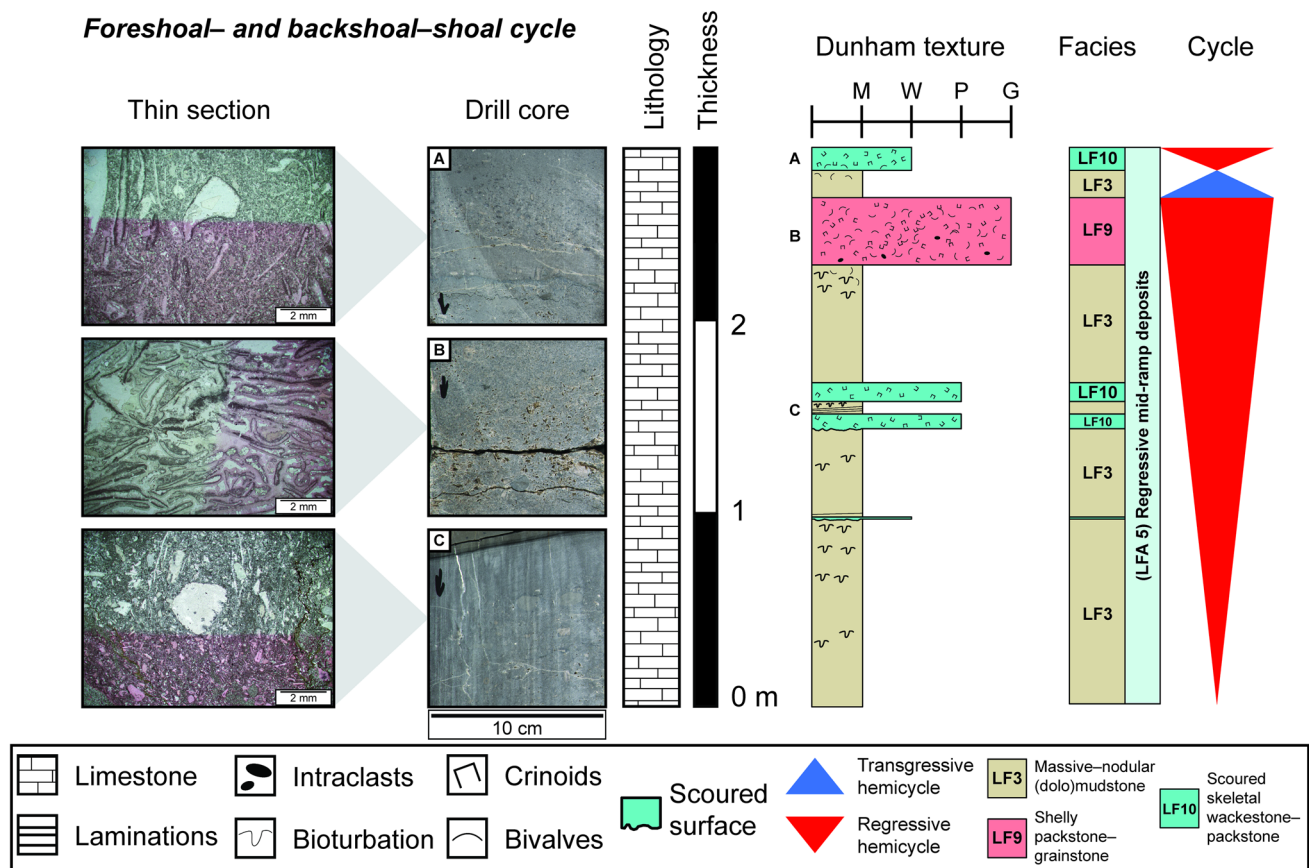 Foreshoal– and backshoal–shoal cycle
Thin section
Drill core
Lithology
Thickness
Dunham texture
Facies
Cycle
M W P G
A
2 mm
B
2 mm
C
2 mm
10 cm
2
1
0 m
A
B
C
LF10
LF3
LF9
LF3
LF10
LF10
LF3
LF3
(LFA 5) Regressive mid-ramp deposits
Limestone
Laminations
Intraclasts
Bioturbation
Crinoids
Bivalves
Scoured
surface
Transgressive
hemicycle
Regressive
hemicycle
LF3
Massive–nodular
(dolo)mudstone
LF9
Shelly
packstone–
grainstone
LF10
Scoured
skeletal
wackestone–
packstone